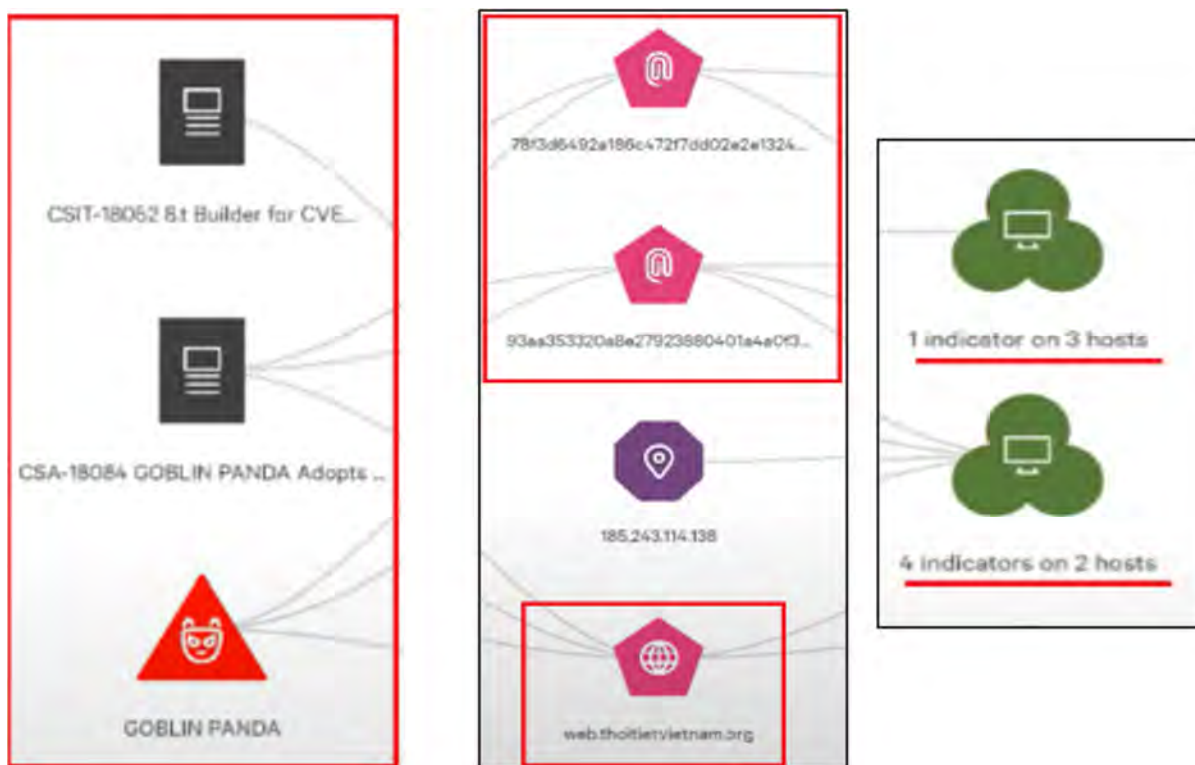 CSIT-18052 8.t Builder for CVE...
CSA-18084 GOBLIN PANDA Adopts ...
GOBLIN PANDA
78f3d6492a186c472f7dd02e2e1324...
93aa353320a8e27923880401a4a0f3...
185.243.114.138
web.thoitietvietnam.org
1 indicator on 3 hosts
4 indicators on 2 hosts